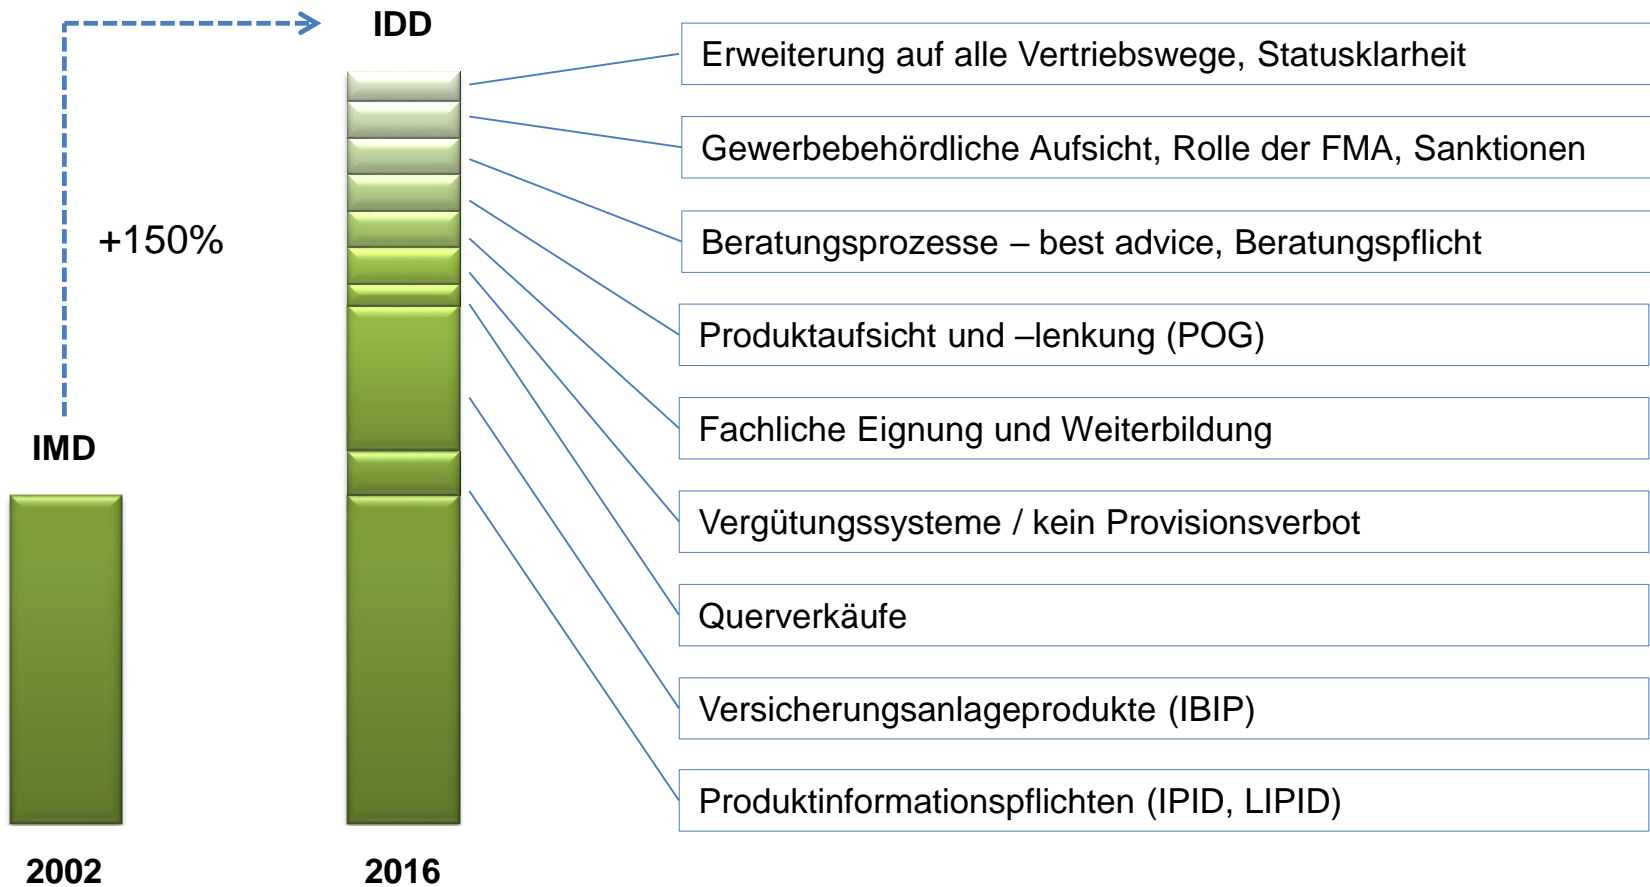 IDD
Erweiterung auf alle Vertriebswege, Statusklarheit
Gewerbebehördliche Aufsicht, Rolle der FMA, Sanktionen
+150%
Beratungsprozesse – best advice, Beratungspflicht
Produktaufsicht und –lenkung (POG)
Fachliche Eignung und Weiterbildung
IMD
Vergütungssysteme / kein Provisionsverbot
Querverkäufe
Versicherungsanlageprodukte (IBIP)
Produktinformationspflichten (IPID, LIPID)
2002
2016